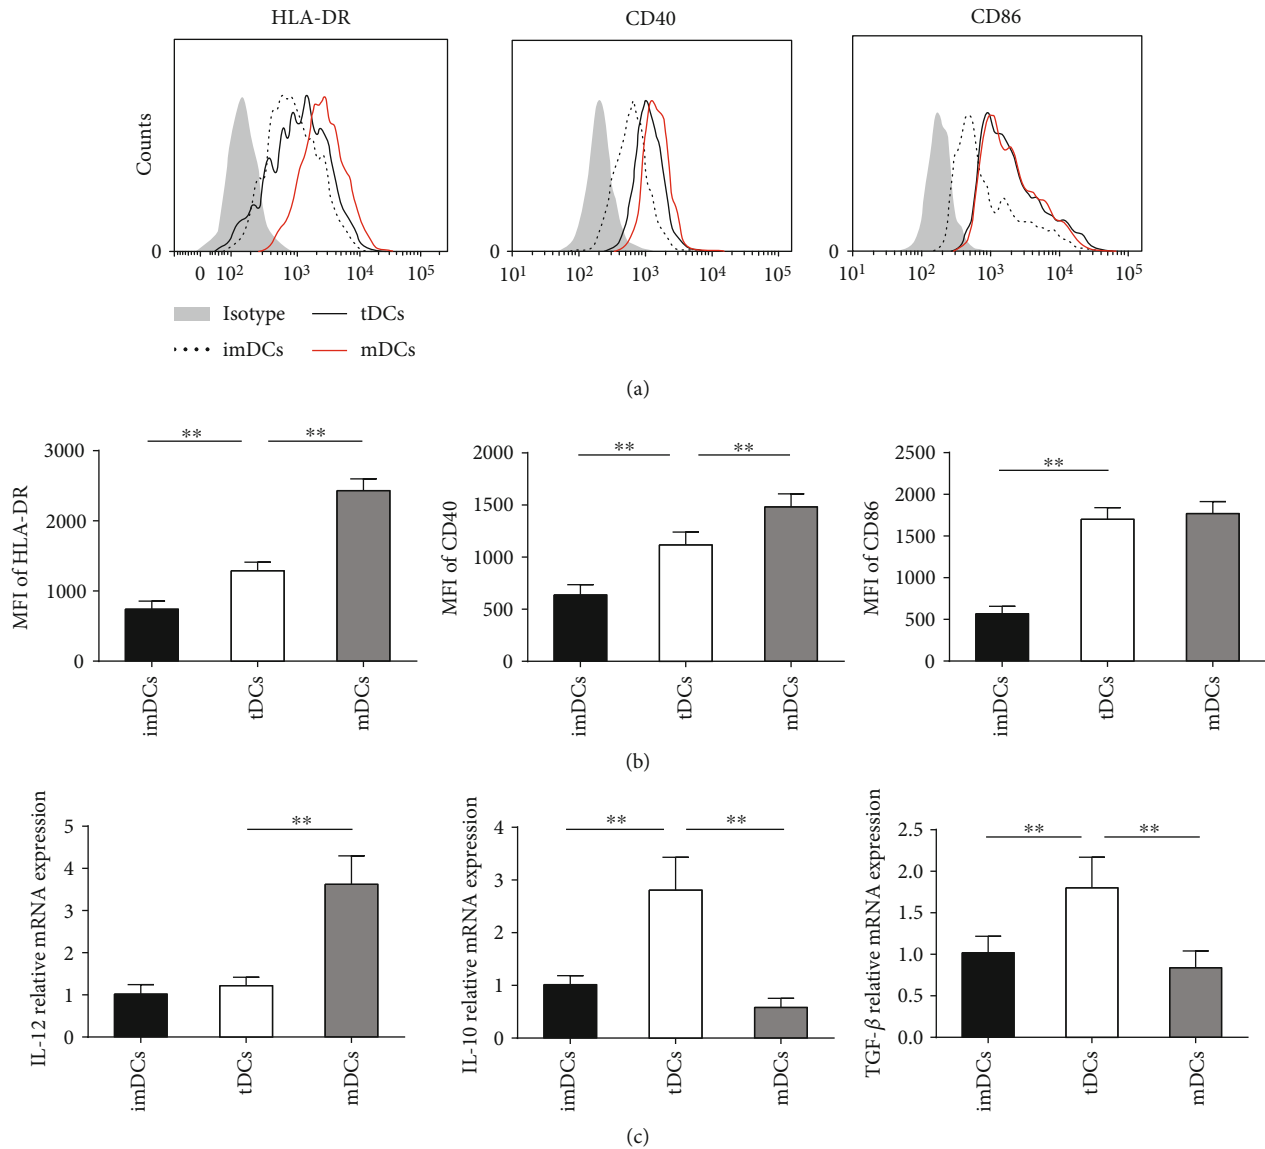 HLA-DR CD40 CD86
Counts
0 0 0
0 10² 10³ 10⁴ 10⁵ 10¹ 10² 10³ 10⁴ 10⁵ 10¹ 10² 10³ 10⁴ 10⁵
Isotype tDCs
imDCs mDCs
(a)
MFI of HLA-DR
3000
2000
1000
0
** **
imDCs tDCs mDCs
MFI of CD40
2000
1500
1000
500
0
** **
imDCs tDCs mDCs
MFI of CD86
2500
2000
1500
1000
500
0
**
imDCs tDCs mDCs
(b)
IL-12 relative mRNA expression
5
4
3
2
1
0
**
imDCs tDCs mDCs
IL-10 relative mRNA expression
4
3
2
1
0
** **
imDCs tDCs mDCs
TGF-β relative mRNA expression
2.5
2.0
1.5
1.0
0.5
0.0
** **
imDCs tDCs mDCs
(c)